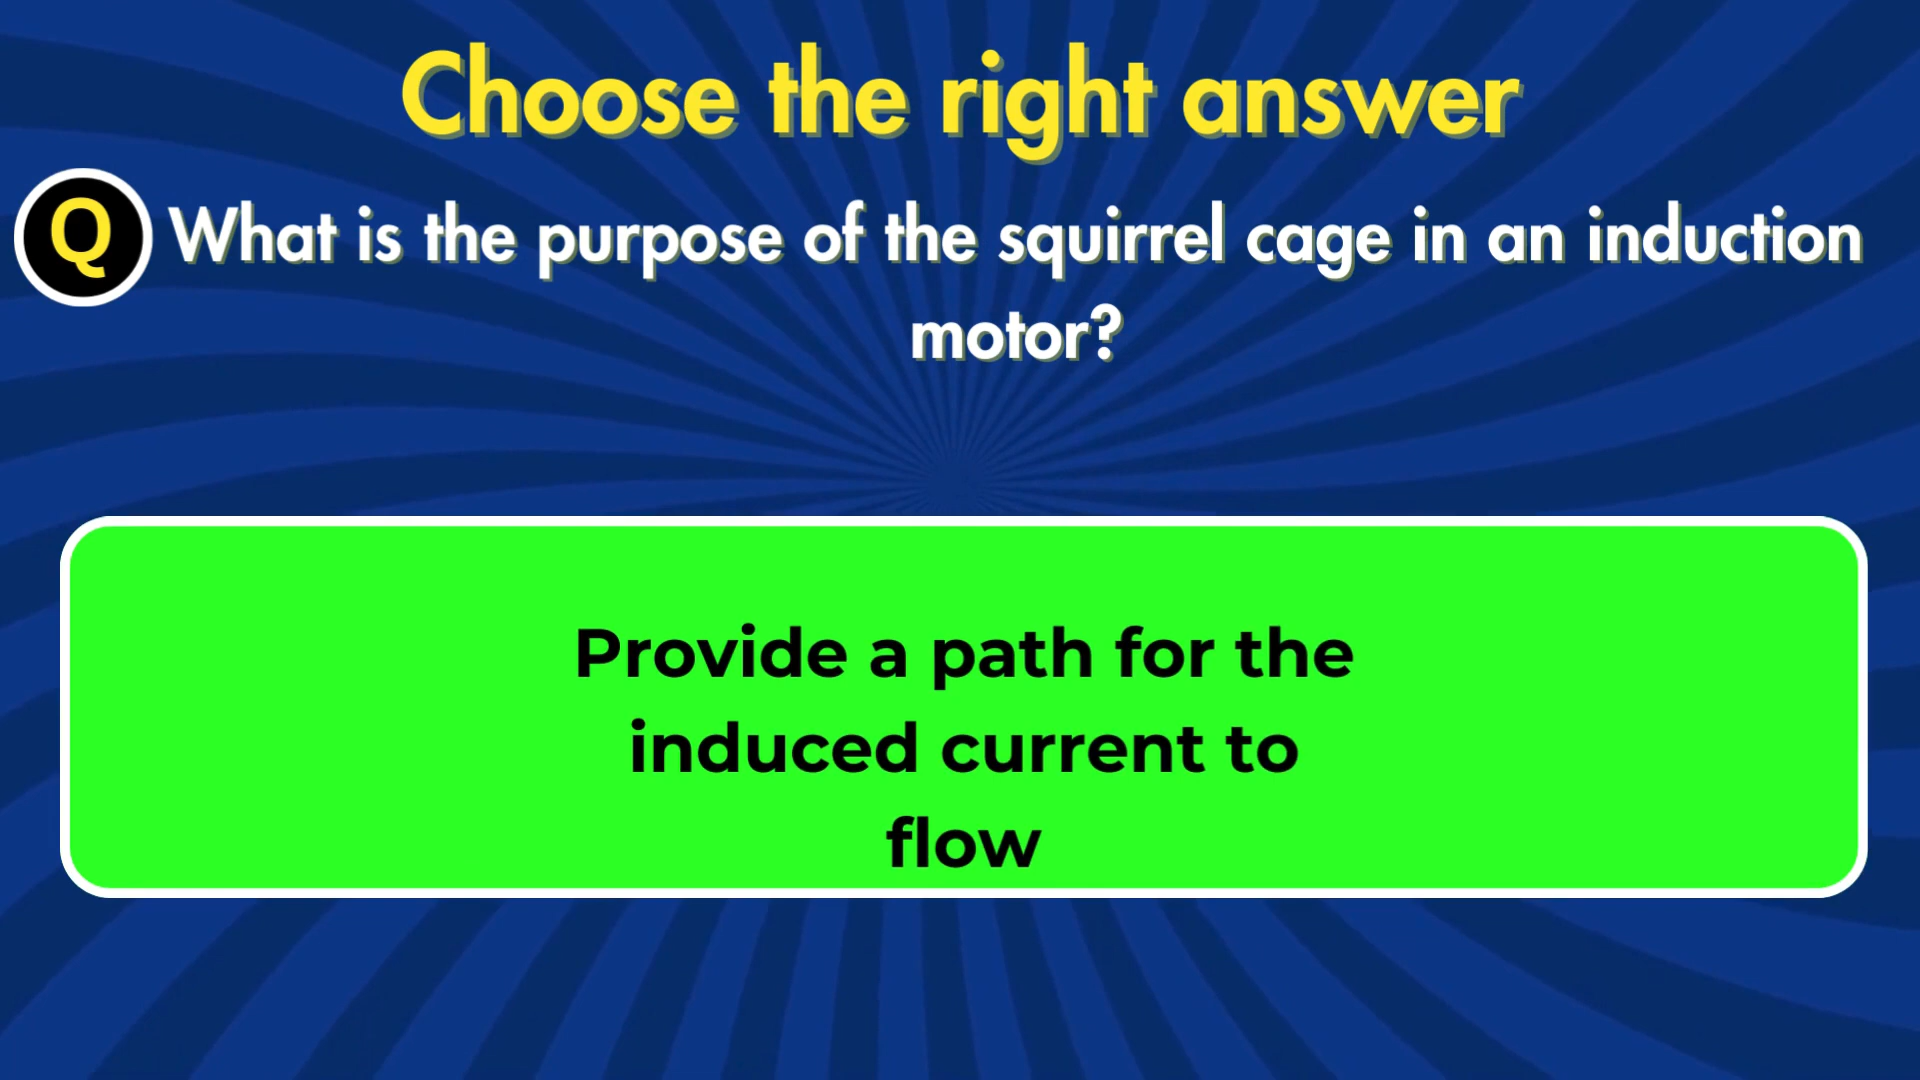 Choose the right answer
Q What is the purpose of the squirrel cage in an induction
motor?
Provide a path for the
induced current to
flow